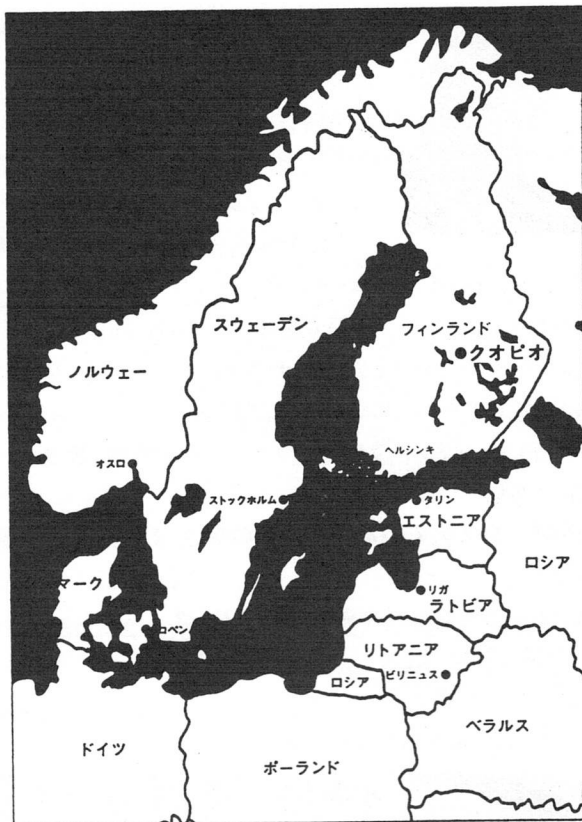 スウェーデン
フィンランド
クオピオ
ノルウェー
ヘルシンキ
オスロ
ストックホルム
タリン
エストニア
ロシア
マーク
リガ
ラトビア
コペン
リトアニア
ロシア
ビリニュス
ベラルス
ドイツ
ポーランド